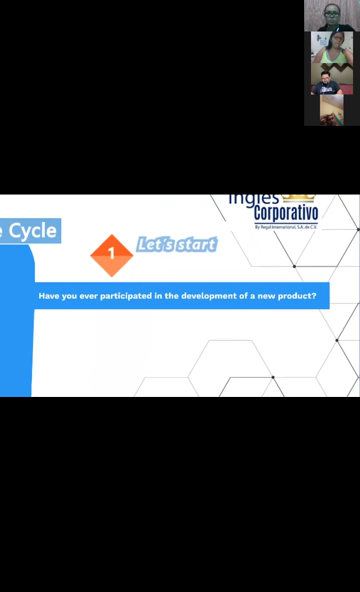 Inglés
Corporativo
By Regal International, S.A. de C.V.
e Cycle
1
Let's start
Have you ever participated in the development of a new product?